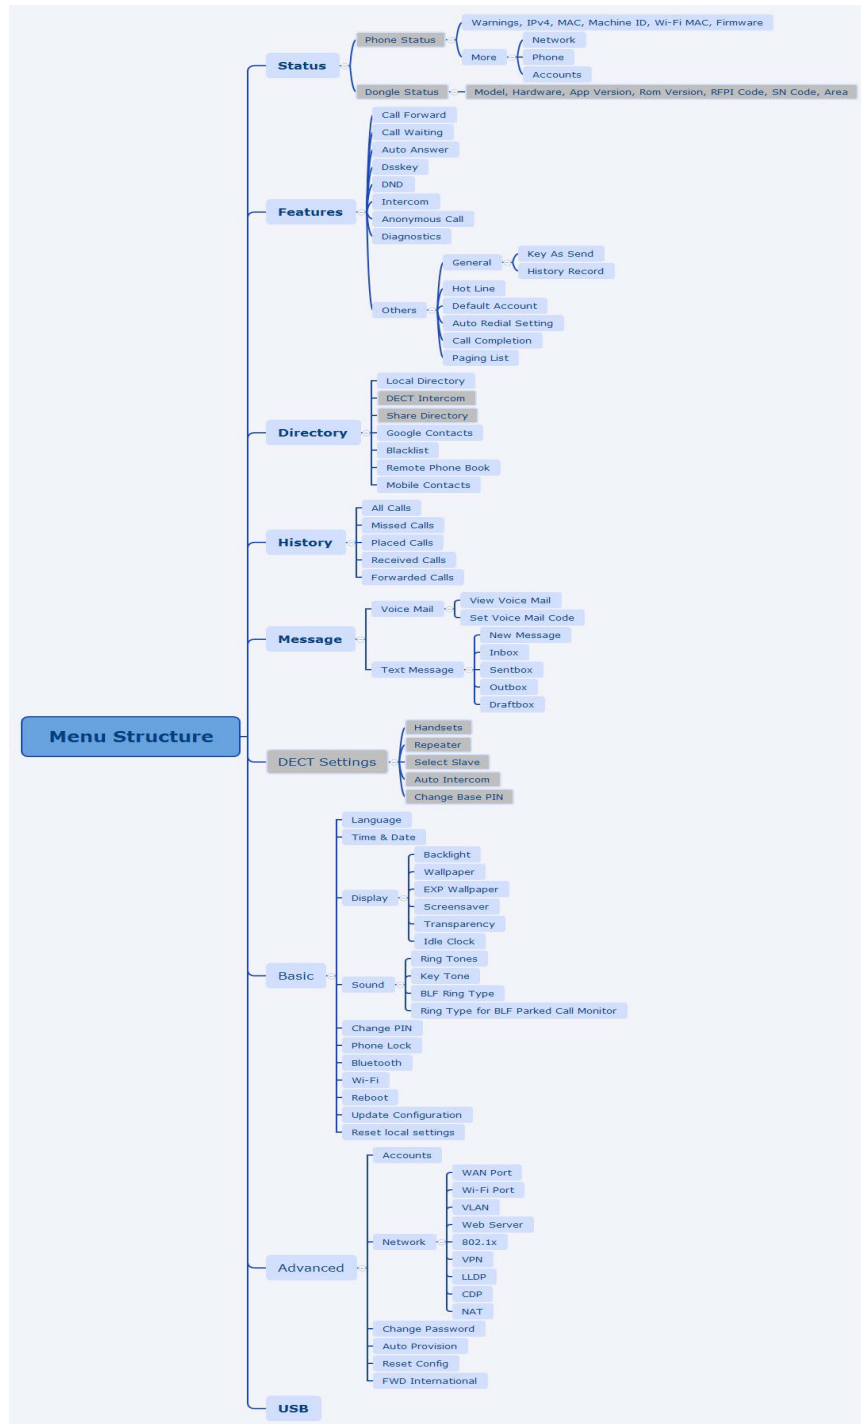 Menu Structure
Status
Phone Status
Warnings, IPv4, MAC, Machine ID, Wi-Fi MAC, Firmware
More
Network
Phone
Accounts
Dongle Status
Model, Hardware, App Version, Rom Version, RFPI Code, SN Code, Area
Features
Call Forward
Call Waiting
Auto Answer
Dsskey
DND
Intercom
Anonymous Call
Diagnostics
Others
General
Key As Send
History Record
Hot Line
Default Account
Auto Redial Setting
Call Completion
Paging List
Directory
Local Directory
DECT Intercom
Share Directory
Google Contacts
Blacklist
Remote Phone Book
Mobile Contacts
History
All Calls
Missed Calls
Placed Calls
Received Calls
Forwarded Calls
Message
Voice Mail
View Voice Mail
Set Voice Mail Code
Text Message
New Message
Inbox
Sentbox
Outbox
Draftbox
DECT Settings
Handsets
Repeater
Select Slave
Auto Intercom
Change Base PIN
Basic
Language
Time & Date
Display
Backlight
Wallpaper
EXP Wallpaper
Screensaver
Transparency
Idle Clock
Sound
Ring Tones
Key Tone
BLF Ring Type
Ring Type for BLF Parked Call Monitor
Change PIN
Phone Lock
Bluetooth
Wi-Fi
Reboot
Update Configuration
Reset local settings
Advanced
Accounts
Network
WAN Port
Wi-Fi Port
VLAN
Web Server
802.1x
VPN
LLDP
CDP
NAT
Change Password
Auto Provision
Reset Config
FWD International
USB